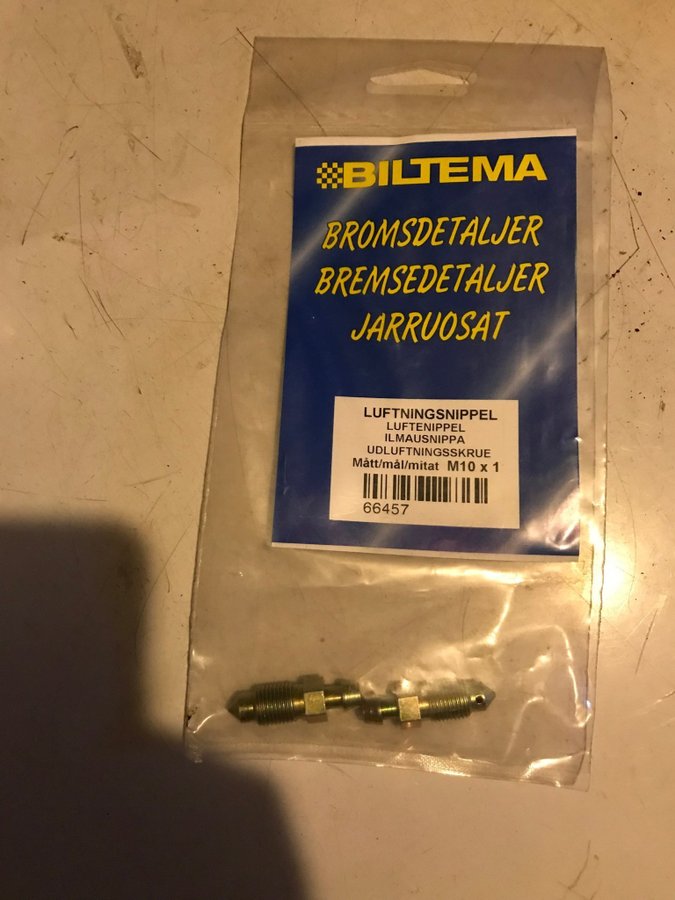 BILTEMA
BROMSDETALJER
BREMSEDETALJER
JARRUOSAT
LUFTNINGSNIPPEL
LUFTENIPPEL
ILMAUSNIPPA
UDLUFTNINGSSKRUE
Mått/mål/mitat M10 x 1
66457